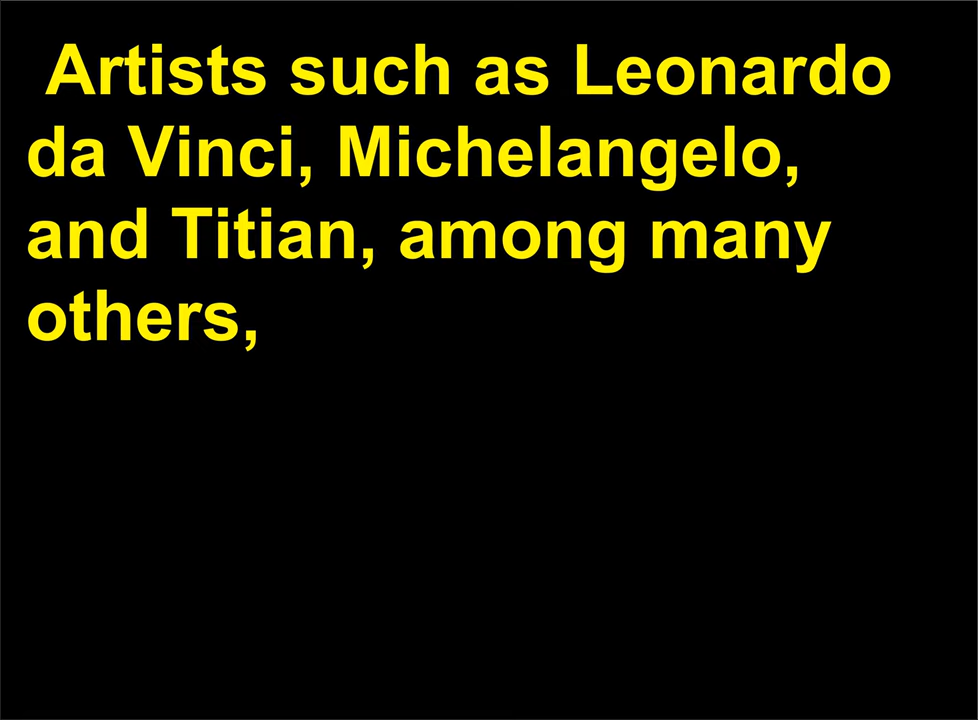 Artists such as Leonardo
da Vinci, Michelangelo,
and Titian, among many
others,